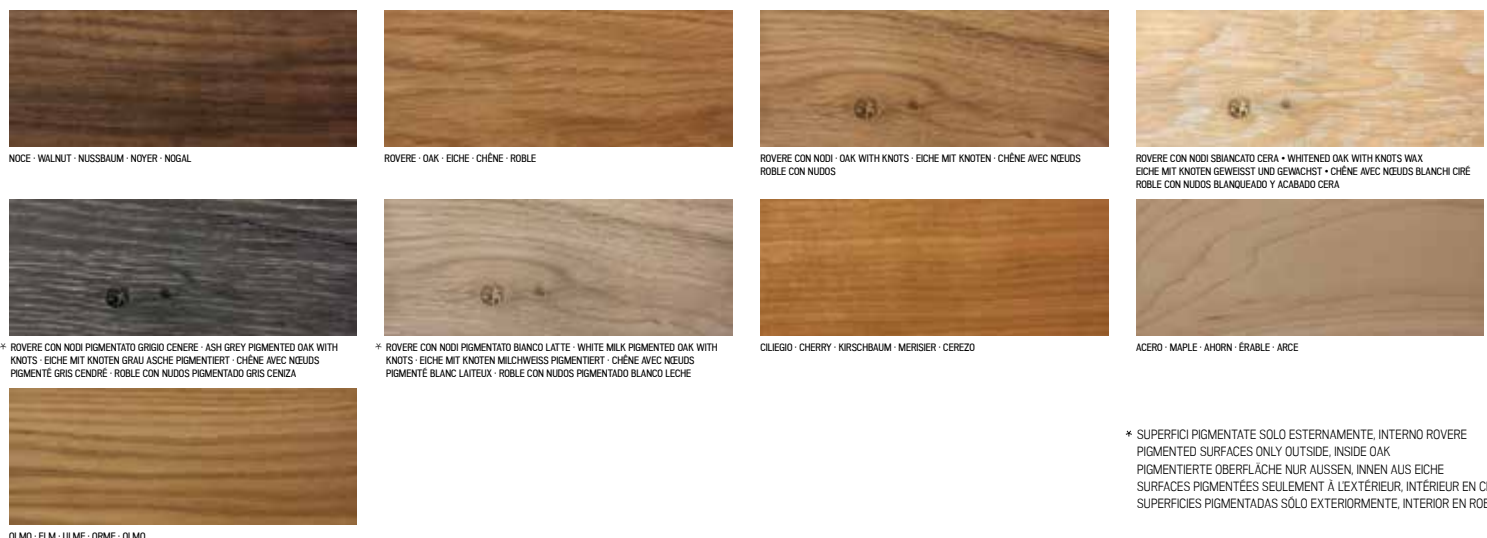 NOCE · WALNUT · NUSSBAUM · NOYER · NOGAL
ROVERE · OAK · EICHE · CHÊNE · ROBLE
ROVERE CON NODI · OAK WITH KNOTS · EICHE MIT KNOTEN · CHÊNE AVEC NŒUDS
ROBLE CON NUDOS
ROVERE CON NODI SBIANCATO CERA • WHITENED OAK WITH KNOTS WAX
EICHE MIT KNOTEN GEWEISST UND GEWACHST • CHÊNE AVEC NŒUDS BLANCHI CIRÉ
ROBLE CON NUDOS BLANQUEADO Y ACABADO CERA
* ROVERE CON NODI PIGMENTATO GRIGIO CENERE · ASH GREY PIGMENTED OAK WITH
KNOTS · EICHE MIT KNOTEN GRAU ASCHE PIGMENTIERT · CHÊNE AVEC NŒUDS
PIGMENTÉ GRIS CENDRÉ · ROBLE CON NUDOS PIGMENTADO GRIS CENIZA
* ROVERE CON NODI PIGMENTATO BIANCO LATTE · WHITE MILK PIGMENTED OAK WITH
KNOTS · EICHE MIT KNOTEN MILCHWEISS PIGMENTIERT · CHÊNE AVEC NŒUDS
PIGMENTÉ BLANC LAITEUX · ROBLE CON NUDOS PIGMENTADO BLANCO LECHE
CILIEGIO · CHERRY · KIRSCHBAUM · MERISIER · CEREZO
ACERO · MAPLE · AHORN · ÉRABLE · ARCE
OLMO · ELM · ULME · ORME · OLMO
* SUPERFICI PIGMENTATE SOLO ESTERNAMENTE, INTERNO ROVERE
PIGMENTED SURFACES ONLY OUTSIDE, INSIDE OAK
PIGMENTIERTE OBERFLÄCHE NUR AUSSEN, INNEN AUS EICHE
SURFACES PIGMENTÉES SEULEMENT À L'EXTÉRIEUR, INTÉRIEUR EN
SUPERFICIES PIGMENTADAS SÓLO EXTERIORMENTE, INTERIOR EN